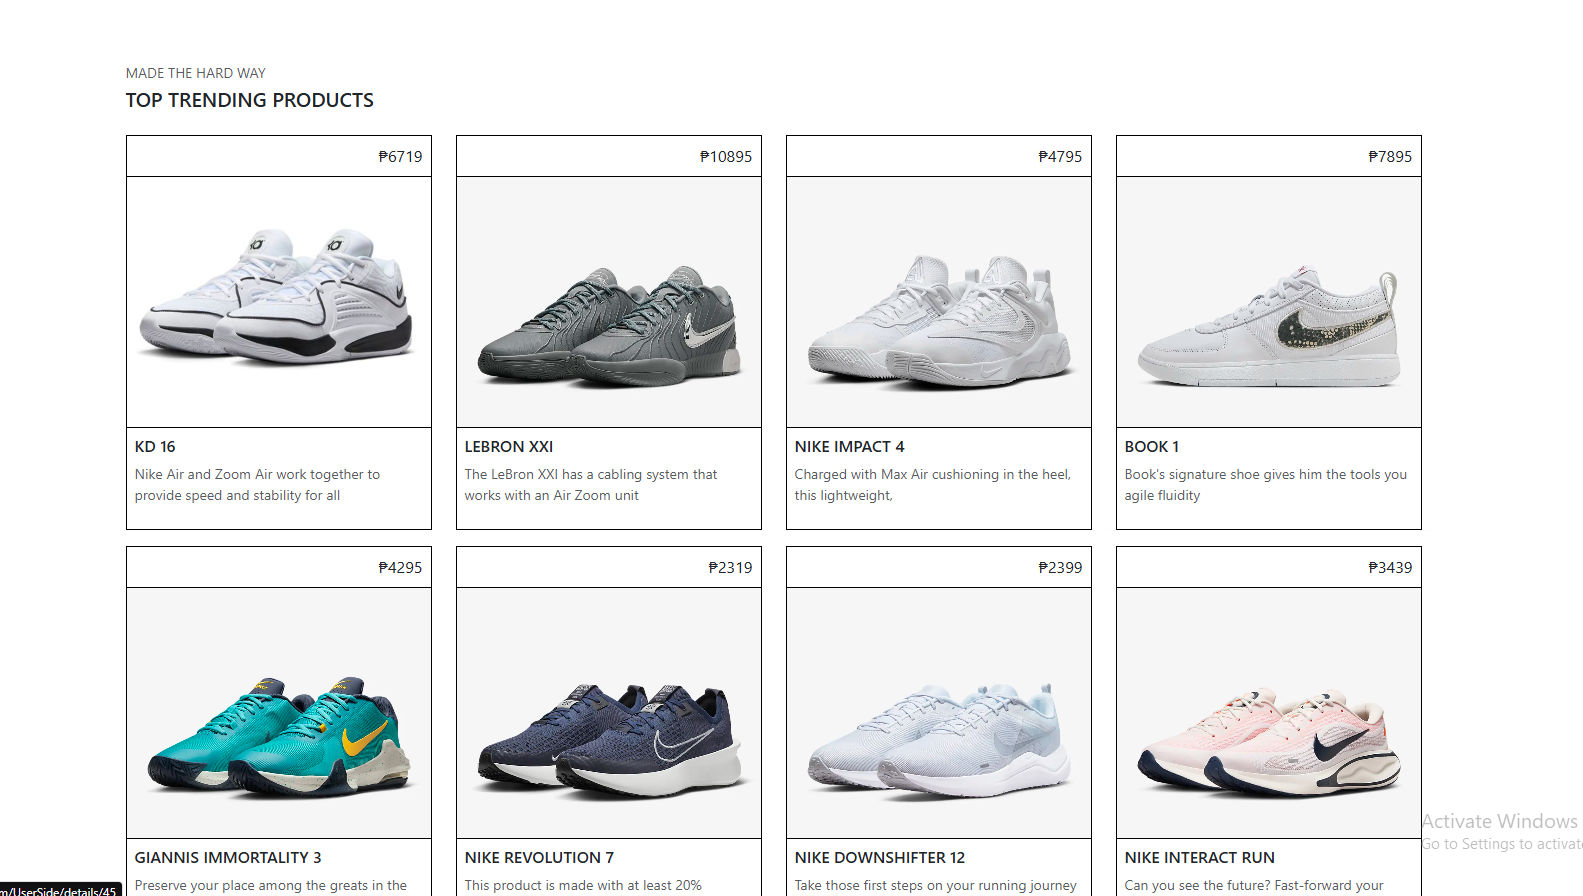 MADE THE HARD WAY
TOP TRENDING PRODUCTS
₱6719
₱10895
₱4795
₱7895
KD 16
Nike Air and Zoom Air work together to
provide speed and stability for all
LEBRON XXI
The LeBron XXI has a cabling system that
works with an Air Zoom unit
NIKE IMPACT 4
Charged with Max Air cushioning in the heel,
this lightweight,
BOOK 1
Book's signature shoe gives him the tools you
agile fluidity
₱4295
₱2319
₱2399
₱3439
GIANNIS IMMORTALITY 3
Preserve your place among the greats in the
NIKE REVOLUTION 7
This product is made with at least 20%
NIKE DOWNSHIFTER 12
Take those first steps on your running journey
NIKE INTERACT RUN
Can you see the future? Fast-forward your
Activate Windows
Go to Settings to activate
m/UserSide/details/45